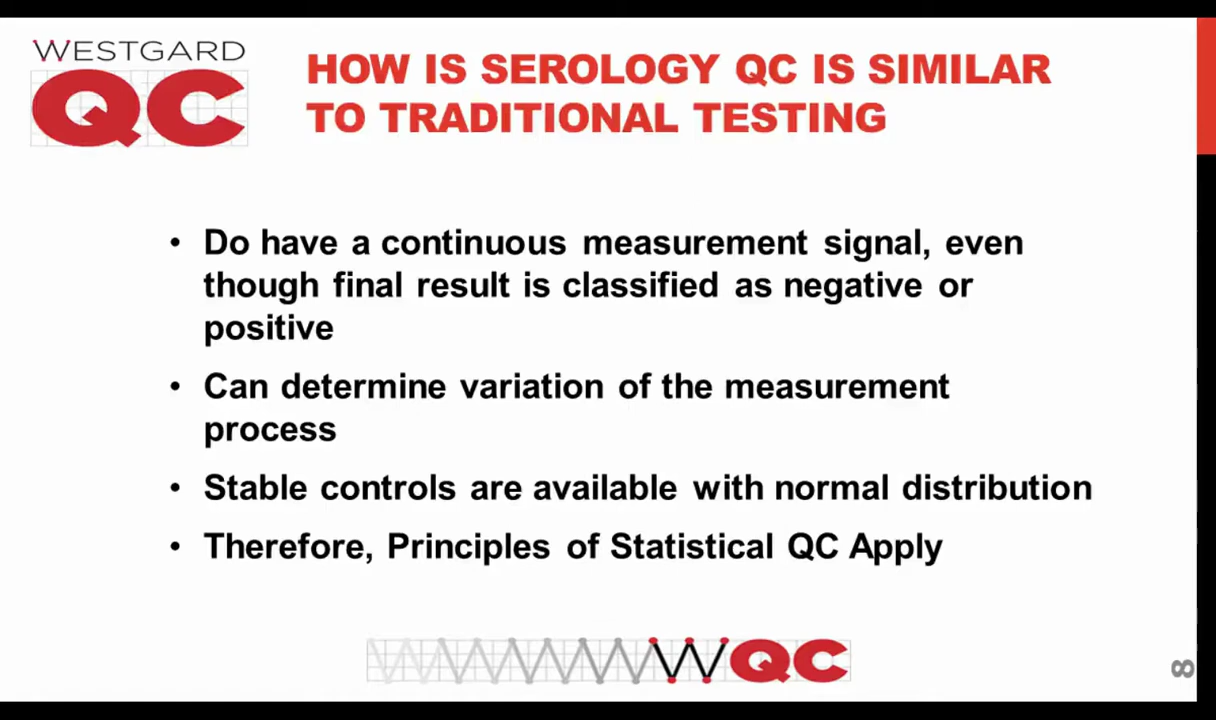 WESTGARD
QC
HOW IS SEROLOGY QC IS SIMILAR
TO TRADITIONAL TESTING
• Do have a continuous measurement signal, even
though final result is classified as negative or
positive
• Can determine variation of the measurement
process
• Stable controls are available with normal distribution
• Therefore, Principles of Statistical QC Apply
WQC
8